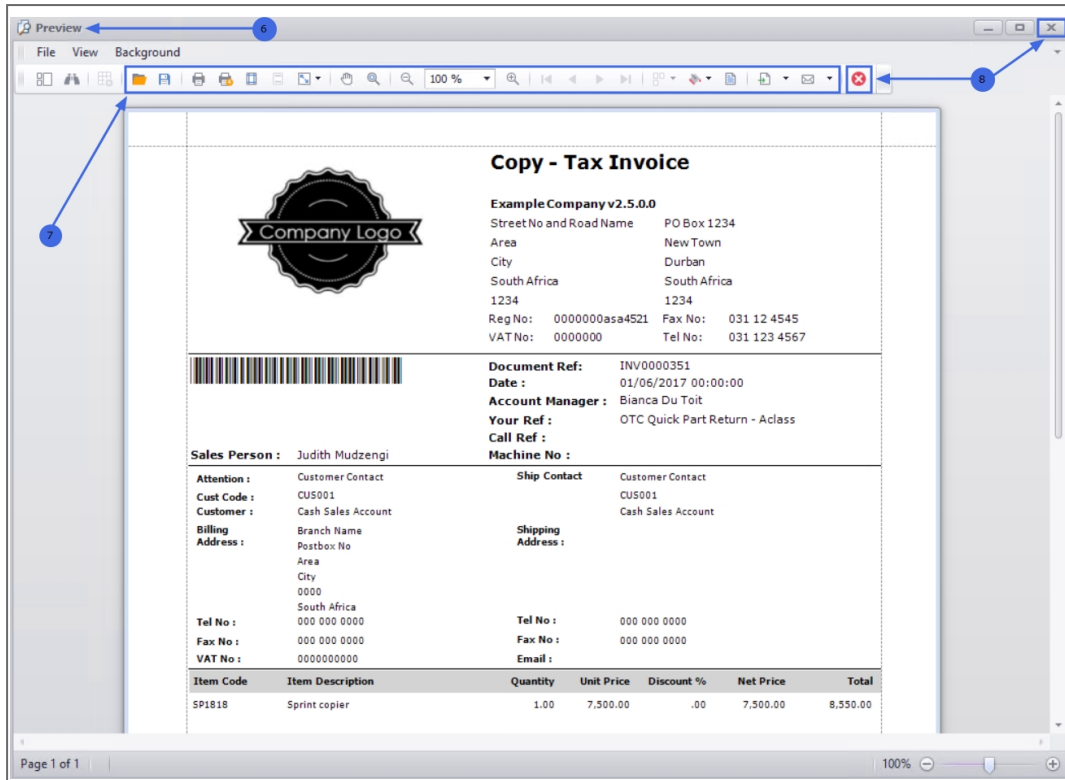 Preview
6
File View Background
100 %
8
7
Company Logo
Copy - Tax Invoice
Example Company v2.5.0.0
Street No and Road Name PO Box 1234
Area New Town
City Durban
South Africa South Africa
1234 1234
Reg No: 0000000asa4521 Fax No: 031 12 4545
VAT No: 0000000 Tel No: 031 123 4567
Document Ref: INV0000351
Date : 01/06/2017 00:00:00
Account Manager : Bianca Du Toit
Your Ref : OTC Quick Part Return - Aclass
Call Ref :
Sales Person : Judith Mudzengi Machine No :
Attention : Customer Contact Ship Contact Customer Contact
Cust Code : CUS001 CUS001
Customer : Cash Sales Account Cash Sales Account
Billing Branch Name Shipping
Address : Postbox No Address :
Area
City
0000
South Africa
Tel No : 000 000 0000 Tel No : 000 000 0000
Fax No : 000 000 0000 Fax No : 000 000 0000
VAT No : 0000000000 Email :
Item Code Item Description Quantity Unit Price Discount % Net Price Total
SP1818 Sprint copier 1.00 7,500.00 .00 7,500.00 8,550.00
Page 1 of 1 100%